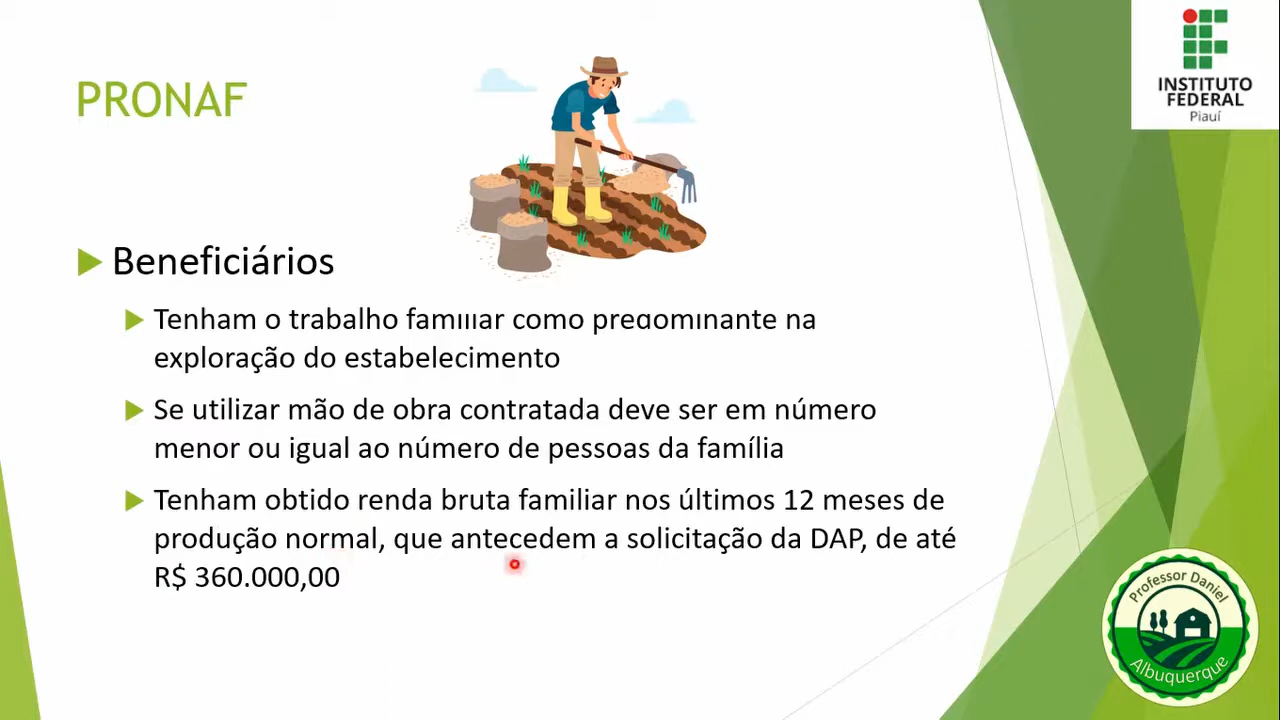 PRONAF
INSTITUTO
FEDERAL
Piauí
Beneficiários
Tenham o trabalho familiar como predominante na
exploração do estabelecimento
Se utilizar mão de obra contratada deve ser em número
menor ou igual ao número de pessoas da família
Tenham obtido renda bruta familiar nos últimos 12 meses de
produção normal, que antecedem a solicitação da DAP, de até
R$ 360.000,00
Professor Daniel
Albuquerque